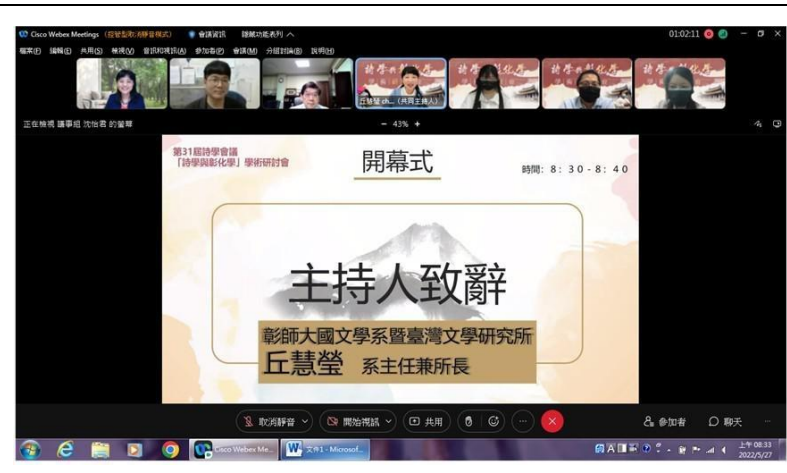 Cisco Webex Meetings
會議資訊
隱藏功能表列
01:02:11
檔案(F) 編輯(E) 共用(S) 檢視(V) 音訊和視訊(A) 參加者(P) 會議(M) 分組討論(B) 說明(H)
丘慧瑩 ch... (共同主持人)
正在檢視 議事組 沈怡君 的螢幕
− 43% +
第31屆詩學會議
「詩學與彰化學」學術研討會
開幕式
時間: 8:30-8:40
主持人致辭
彰師大國文學系暨臺灣文學研究所
丘慧瑩 系主任兼所長
取消靜音
開始視訊
共用
參加者
聊天
Cisco Webex Me...
文件1 - Microsof...
上午 08:33
2022/5/27